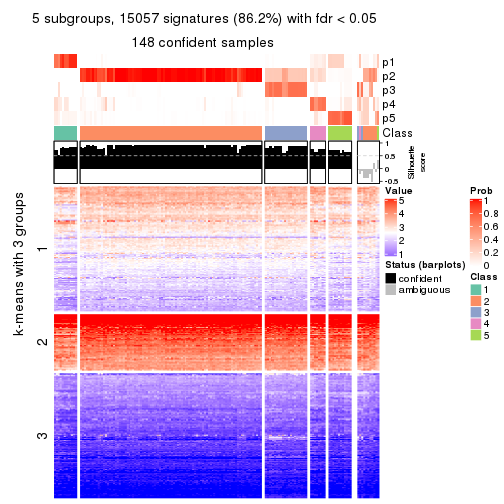 5 subgroups, 15057 signatures (86.2%) with fdr < 0.05
148 confident samples
p1
p2
p3
p4
p5
Class
1
0.5
0
-0.5
Silhouette
score
k-means with 3 groups
1
2
3
Value
5
4
3
2
1
Status (barplots)
confident
ambiguous
Prob
1
0.8
0.6
0.4
0.2
0
Class
1
2
3
4
5